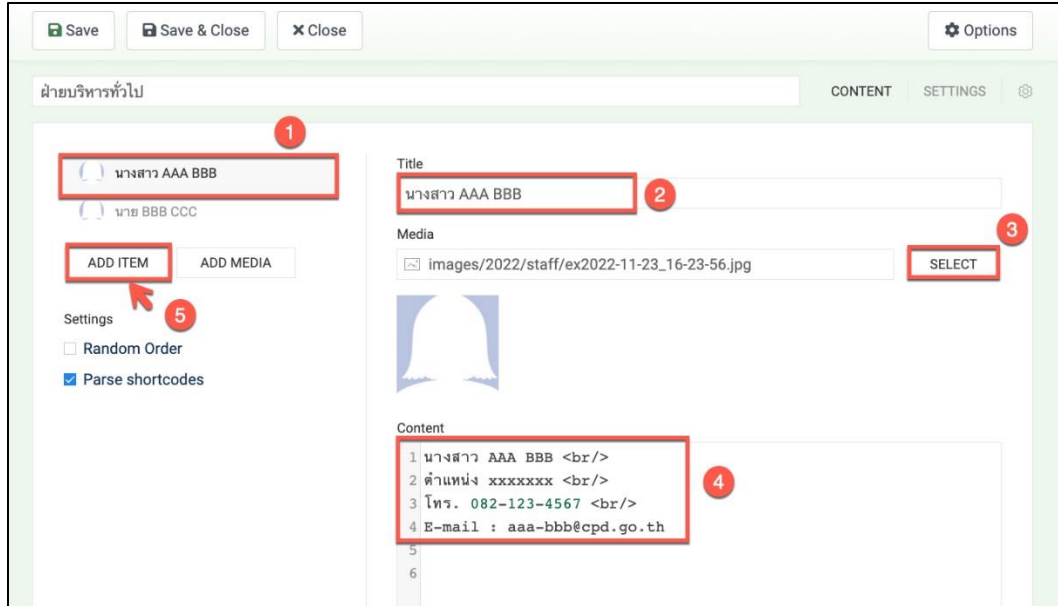 Save Save & Close Close Options
ฝ่ายบริหารทั่วไป CONTENT SETTINGS
1
นางสาว AAA BBB
นาย BBB CCC
ADD ITEM ADD MEDIA
5
Settings
Random Order
Parse shortcodes
Title
นางสาว AAA BBB
2
Media
3
images/2022/staff/ex2022-11-23_16-23-56.jpg SELECT
Content
1 นางสาว AAA BBB <br/>
2 ตำแหน่ง xxxxxxx <br/>
3 โทร. 082-123-4567 <br/>
4 E-mail : aaa-bbb@cpd.go.th
5
6
4